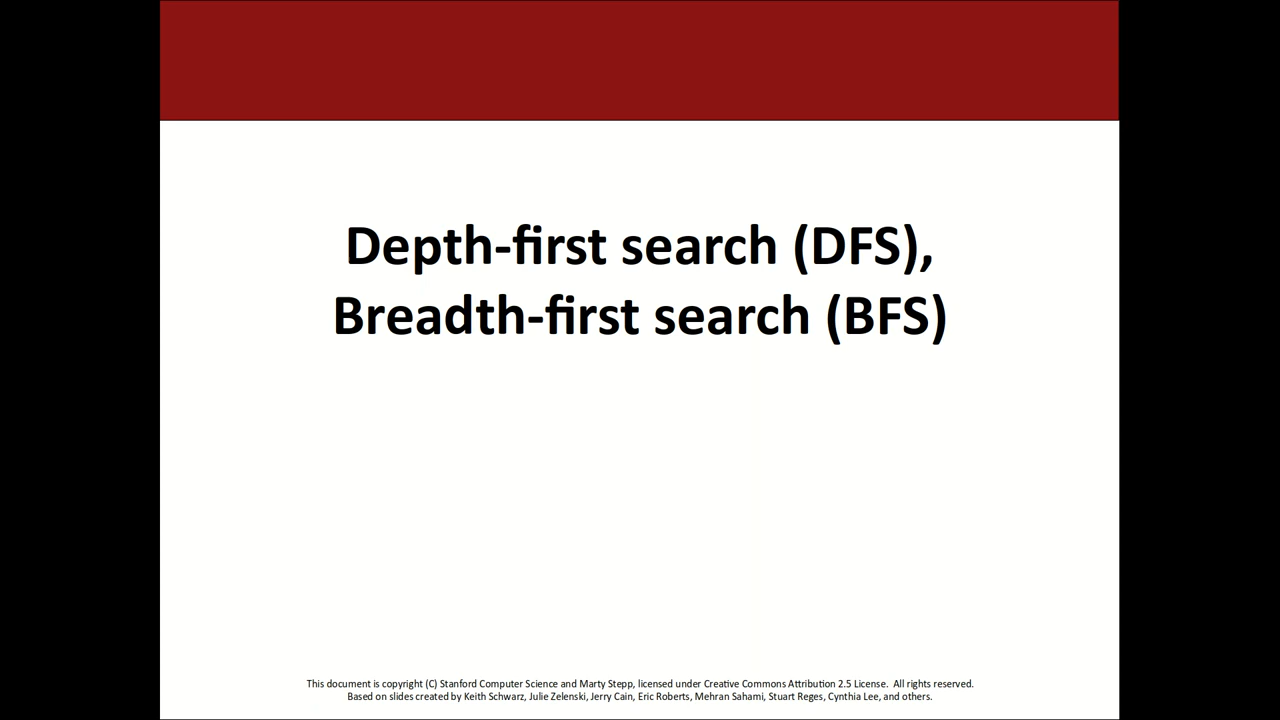 Depth-first search (DFS),
Breadth-first search (BFS)
This document is copyright (C) Stanford Computer Science and Marty Stepp, licensed under Creative Commons Attribution 2.5 License.  All rights reserved.
Based on slides created by Keith Schwarz, Julie Zelenski, Jerry Cain, Eric Roberts, Mehran Sahami, Stuart Reges, Cynthia Lee, and others.